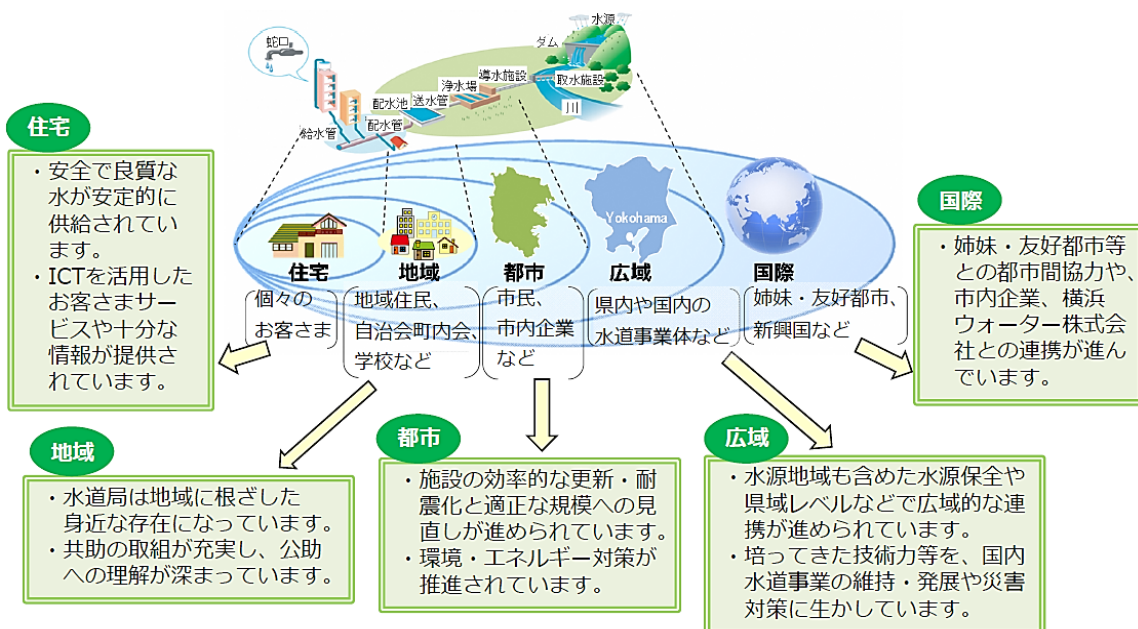 水源
ダム
蛇口
導水施設
取水施設
浄水場
送水管
配水池
川
配水管
給水管
住宅
・安全で良質な
水が安定的に
供給されてい
ます。
・ICTを活用した
お客さまサー
ビスや十分な
情報が提供さ
れています。
Yokohama
住宅
地域
都市
広域
国際
個々の
お客さま
地域住民、
自治会町内会、
学校など
市民、
市内企業
など
県内や国内の
水道事業体など
姉妹・友好都市、
新興国など
国際
・姉妹・友好都市等
との都市間協力や、
市内企業、横浜
ウォーター株式会
社との連携が進ん
でいます。
地域
・水道局は地域に根ざした
身近な存在になっています。
・共助の取組が充実し、公助
への理解が深まっています。
都市
・施設の効率的な更新・耐
震化と適正な規模への見
直しが進められています。
・環境・エネルギー対策が
推進されています。
広域
・水源地域も含めた水源保全や
県域レベルなどで広域的な連
携が進められています。
・培ってきた技術力等を、国内
水道事業の維持・発展や災害
対策に生かしています。